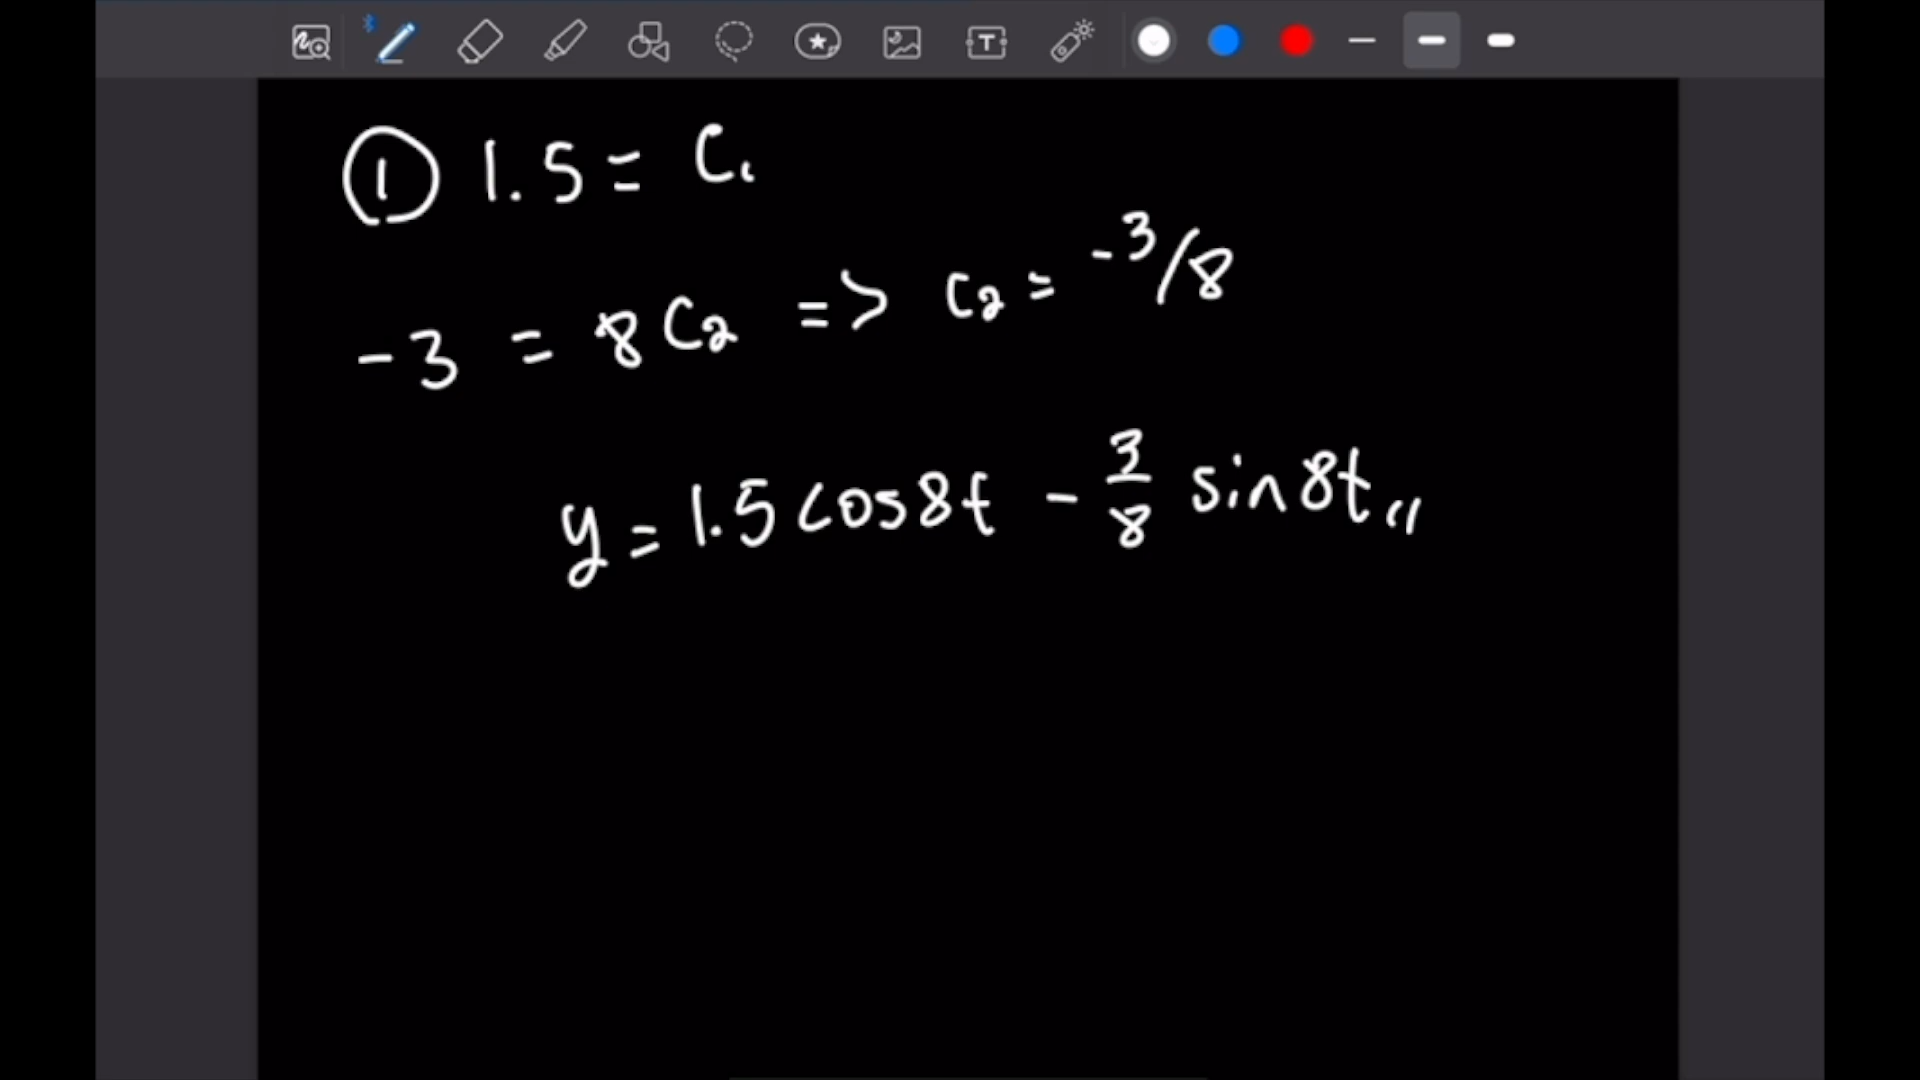 ① 1.5 = C₁
-3 = 8C₂ => C₂ = -3/8
y = 1.5 cos8t - 3/8 sin8t //